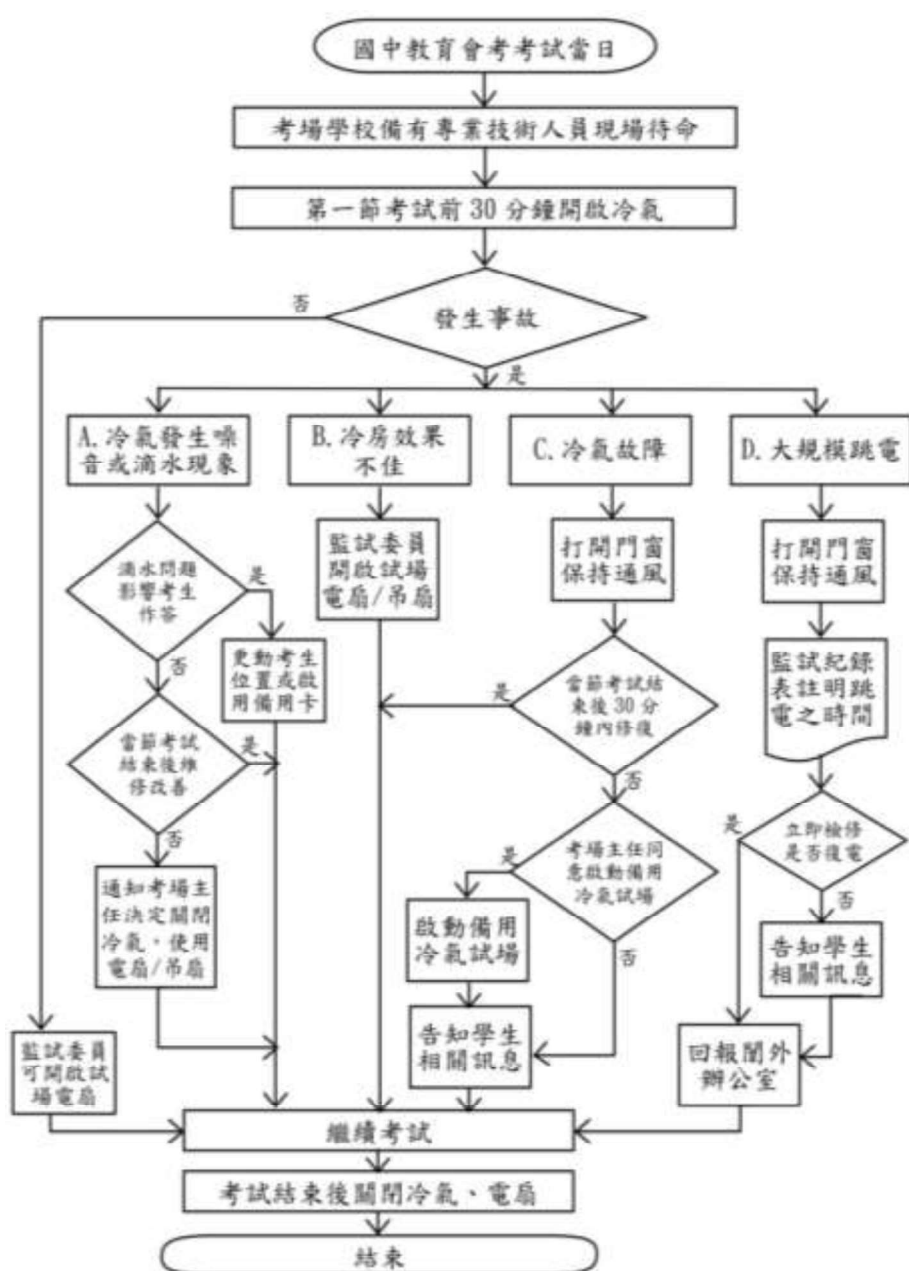 國中教育會考考試當日
考場學校備有專業技術人員現場待命
第一節考試前30分鐘開啟冷氣
發生事故
否
是
A.冷氣發生噪
音或滴水現象
B.冷房效果
不佳
C.冷氣故障
D.大規模跳電
滴水問題
影響考生
作答
是
否
更動考生
位置或啟
用備用卡
當節考試
結束後維
修改善
是
否
通知考場主
任決定關閉
冷氣,使用
電扇/吊扇
監試委員
開啟試場
電扇/吊扇
打開門窗
保持通風
當節考試結
束後30分
鐘內修復
是
否
考場主任同
意啟動備用
冷氣試場
是
否
啟動備用
冷氣試場
告知學生
相關訊息
打開門窗
保持通風
監試紀錄
表註明跳
電之時間
立即檢修
是否復電
是
否
告知學生
相關訊息
回報闈外
辦公室
監試委員
可開啟試
場電扇
繼續考試
考試結束後關閉冷氣、電扇
結束